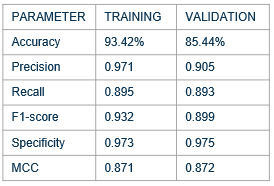 PARAMETER TRAINING VALIDATION
Accuracy 93.42% 85.44%
Precision 0.971 0.905
Recall 0.895 0.893
F1-score 0.932 0.899
Specificity 0.973 0.975
MCC 0.871 0.872